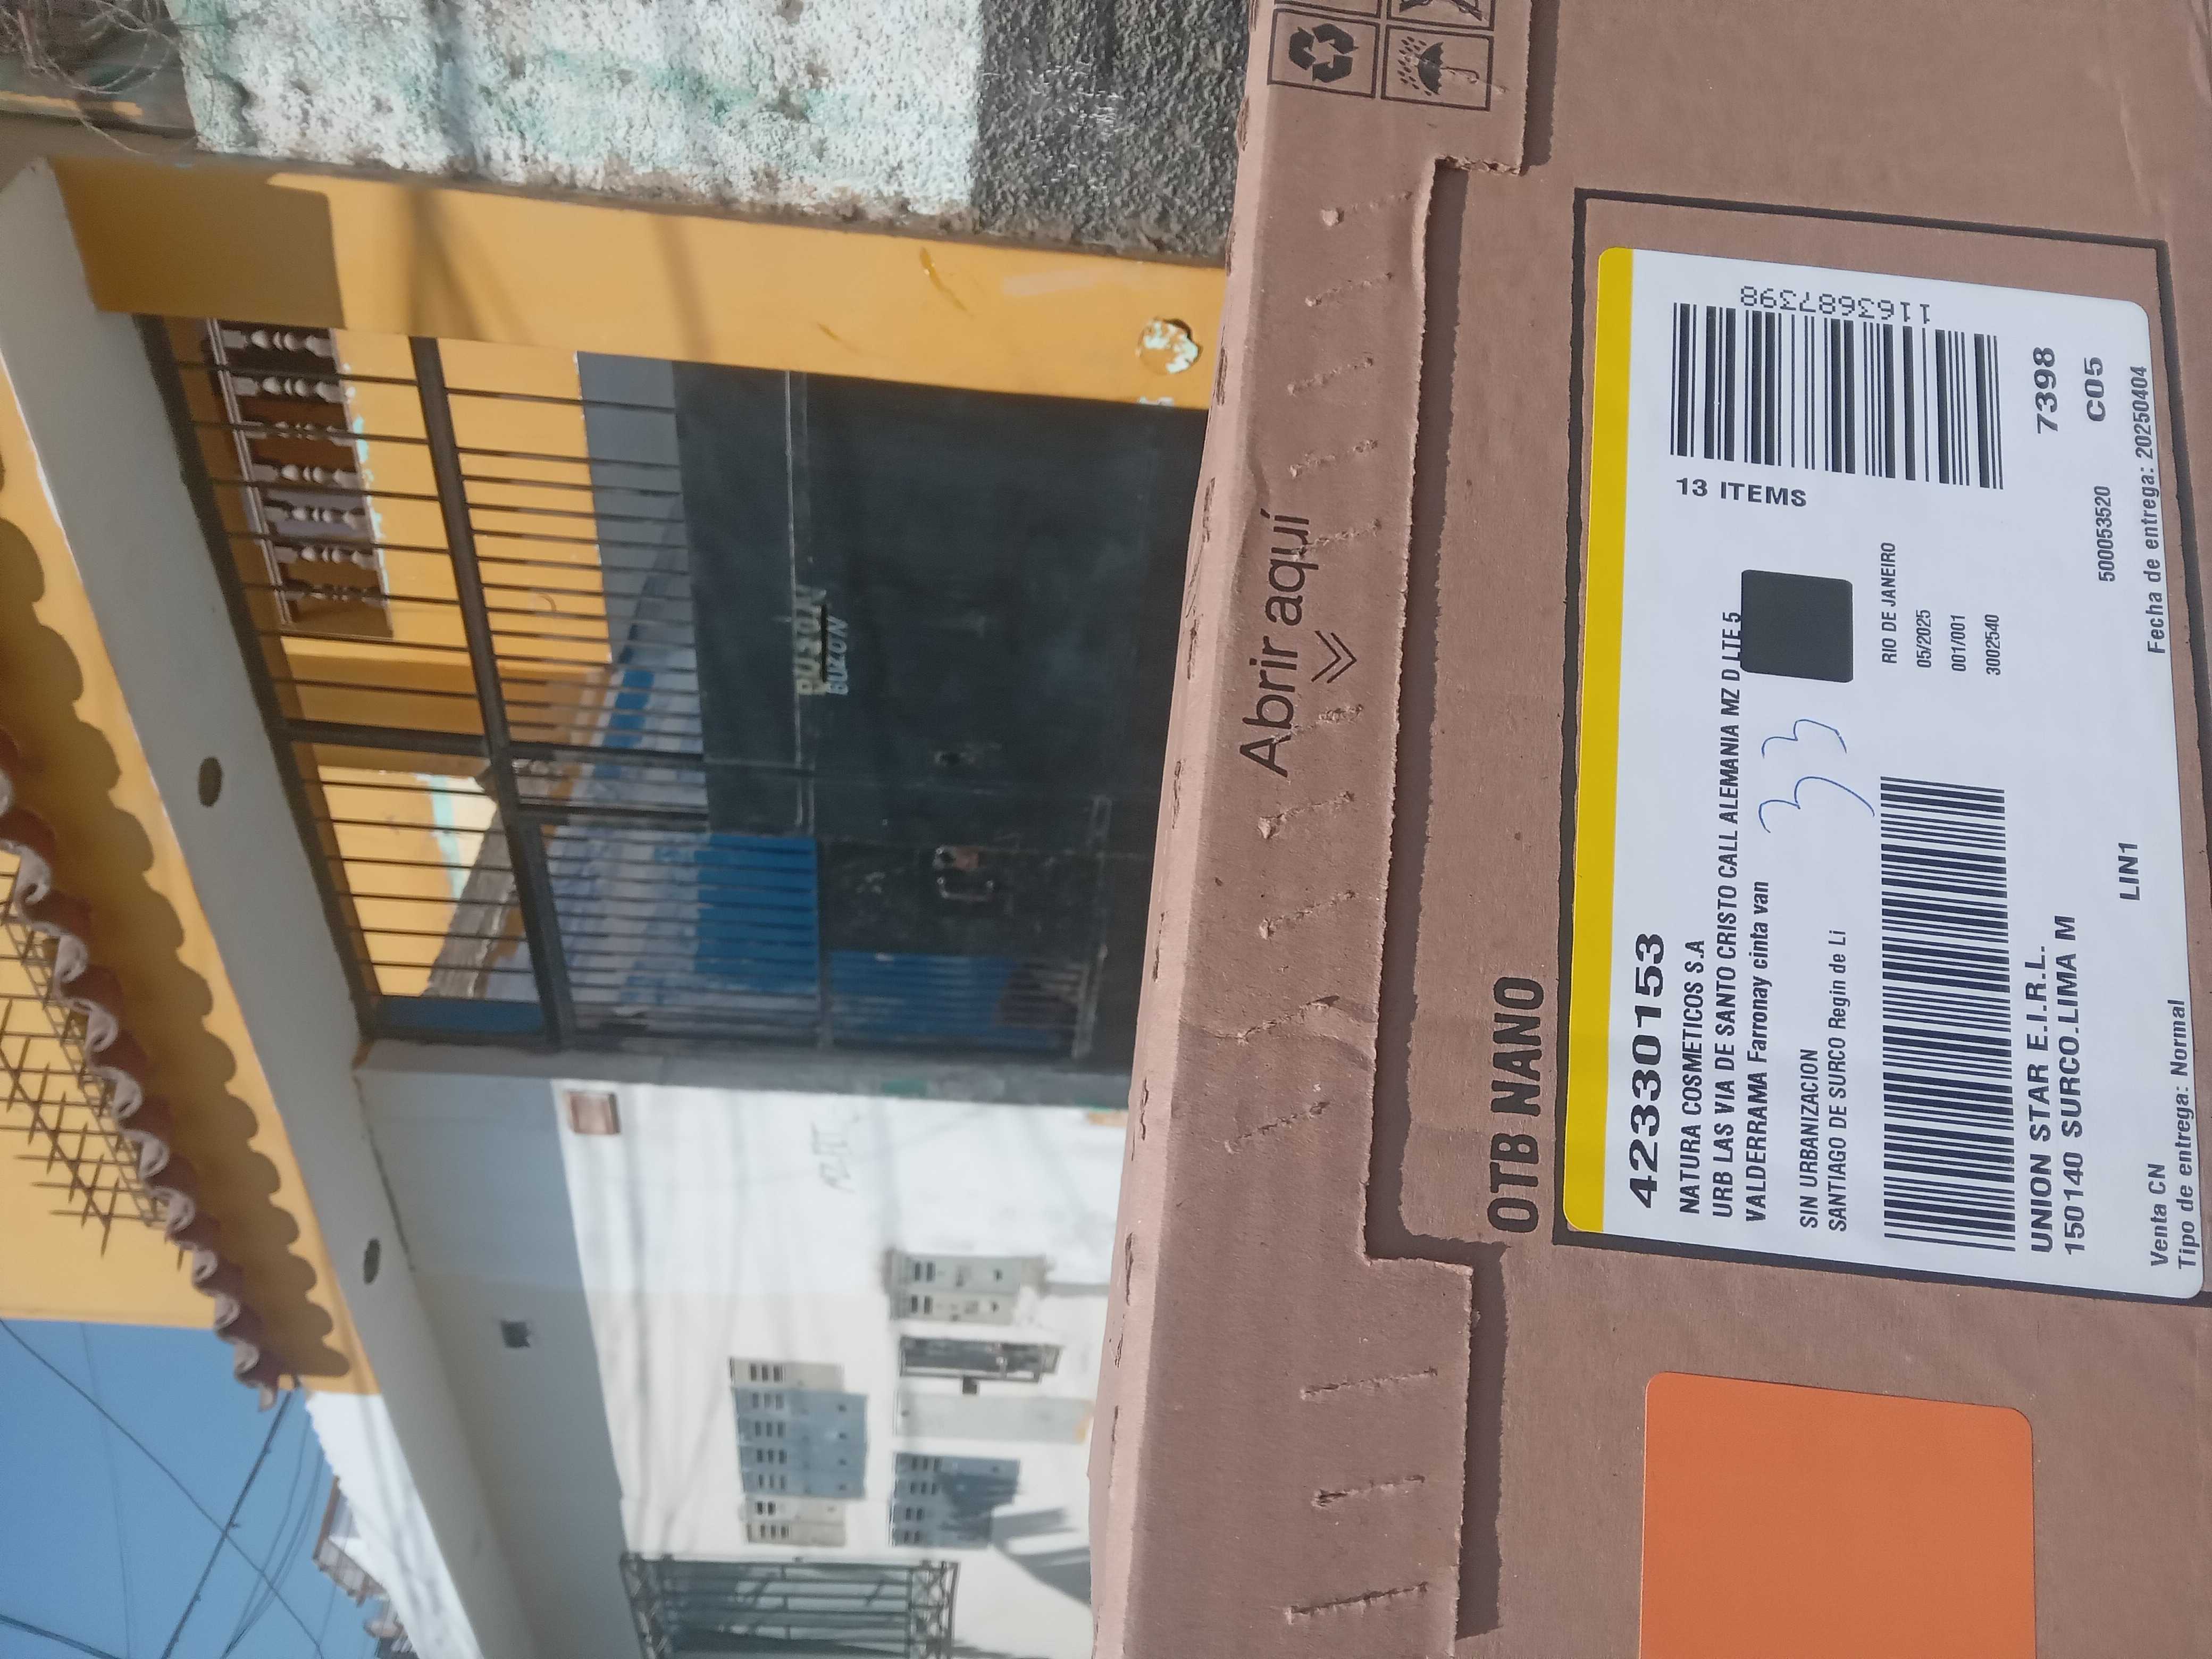 PUSION
BUZON
Abrir aquí
OTB NANO
42330153
NATURA COSMETICOS S.A
URB LAS VIA DE SANTO CRISTO CALL ALEMANIA MZ D LTE 5
VALDERRAMA Farronay cinta van
SIN URBANIZACION
SANTIAGO DE SURCO Regin de Li
33
13 ITEMS
1163687398
RIO DE JANEIRO
05/2025
001/001
3002540
UNION STAR E.I.R.L.
150140 SURCO.LIMA M
7398
C05
LIN1
500053520
Venta CN
Tipo de entrega: Normal
Fecha de entrega: 20250404